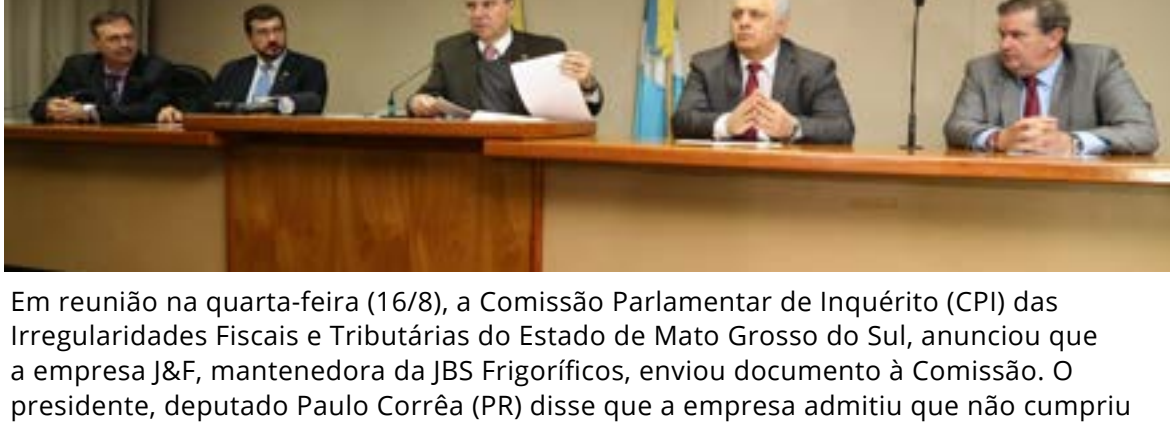 Em reunião na quarta-feira (16/8), a Comissão Parlamentar de Inquérito (CPI) das
Irregularidades Fiscais e Tributárias do Estado de Mato Grosso do Sul, anunciou que
a empresa J&F, mantenedora da JBS Frigoríficos, enviou documento à Comissão. O
presidente, deputado Paulo Corrêa (PR) disse que a empresa admitiu que não cumpriu